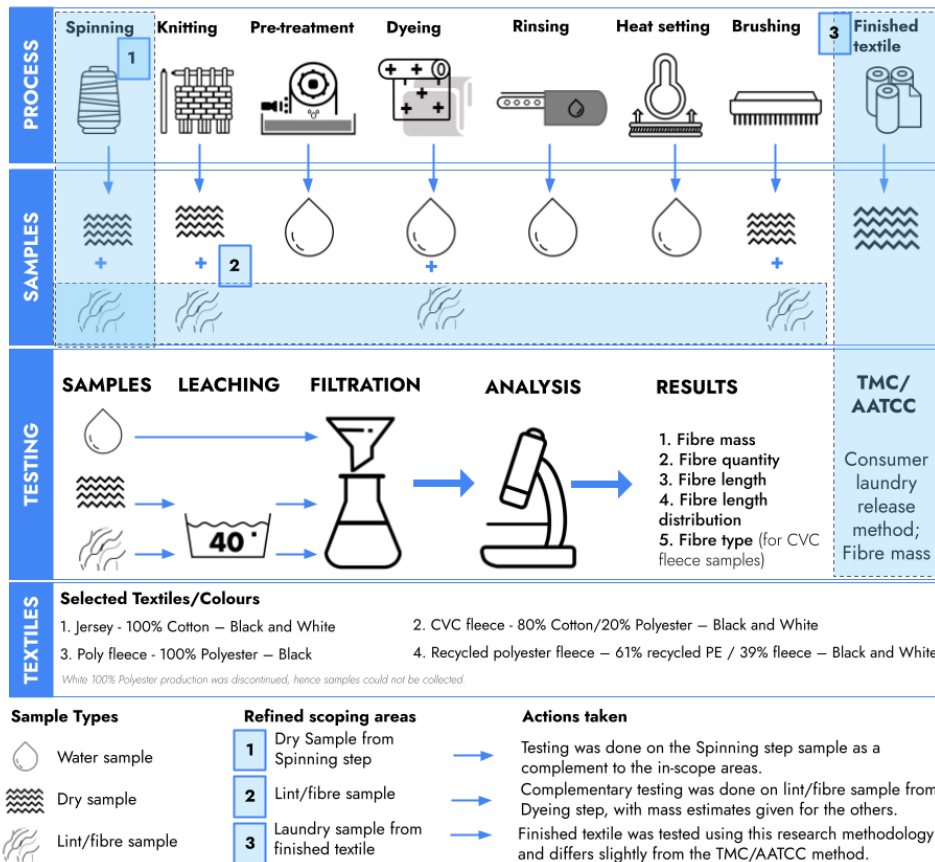 PROCESS
Spinning
1
Knitting
Pre-treatment
Dyeing
Rinsing
Heat setting
Brushing
3
Finished
textile
SAMPLES
+
+
2
+
+
TESTING
SAMPLES
LEACHING
FILTRATION
ANALYSIS
RESULTS
40°
1. Fibre mass
2. Fibre quantity
3. Fibre length
4. Fibre length
distribution
5. Fibre type (for CVC
fleece samples)
TMC/
AATCC
Consumer
laundry
release
method;
Fibre mass
TEXTILES
Selected Textiles/Colours
1. Jersey - 100% Cotton – Black and White
2. CVC fleece - 80% Cotton/20% Polyester – Black and White
3. Poly fleece - 100% Polyester – Black
4. Recycled polyester fleece – 61% recycled PE / 39% fleece – Black and White
White 100% Polyester production was discontinued, hence samples could not be collected.
Sample Types
Water sample
Dry sample
Lint/fibre sample
Refined scoping areas
1
Dry Sample from
Spinning step
2
Lint/fibre sample
3
Laundry sample from
finished textile
Actions taken
Testing was done on the Spinning step sample as a
complement to the in-scope areas.
Complementary testing was done on lint/fibre sample from
Dyeing step, with mass estimates given for the others.
Finished textile was tested using this research methodology
and differs slightly from the TMC/AATCC method.